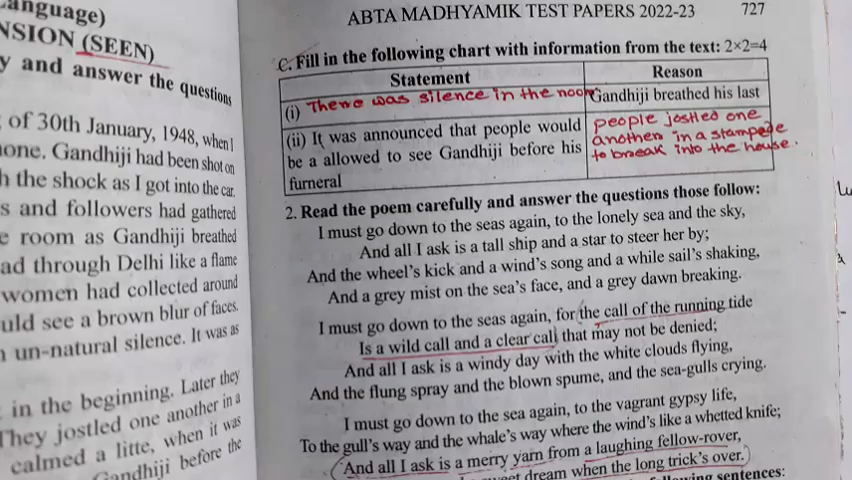 anguage)
NSION (SEEN)
y and answer the questions
of 30th January, 1948, when I
one. Gandhiji had been shot on
h the shock as I got into the car.
s and followers had gathered
e room as Gandhiji breathed
ad through Delhi like a flame
women had collected around
uld see a brown blur of faces.
n un-natural silence. It was as
in the beginning. Later they
They jostled one another in a
calmed a litte, when it was
Gandhiji before the
ABTA MADHYAMIK TEST PAPERS 2022-23 727
C. Fill in the following chart with information from the text: 2×2=4
Statement Reason
(i) There was silence in the room Gandhiji breathed his last
(ii) It was announced that people would be a allowed to see Gandhiji before his furneral
people jostled one
another in a stampede
to break into the house.
2. Read the poem carefully and answer the questions those follow:
I must go down to the seas again, to the lonely sea and the sky,
And all I ask is a tall ship and a star to steer her by;
And the wheel's kick and a wind's song and a while sail's shaking,
And a grey mist on the sea's face, and a grey dawn breaking.
I must go down to the seas again, for the call of the running tide
Is a wild call and a clear call that may not be denied;
And all I ask is a windy day with the white clouds flying,
And the flung spray and the blown spume, and the sea-gulls crying.
I must go down to the sea again, to the vagrant gypsy life,
To the gull's way and the whale's way where the wind's like a whetted knife;
And all I ask is a merry yarn from a laughing fellow-rover,
sweet dream when the long trick's over.
following sentences: